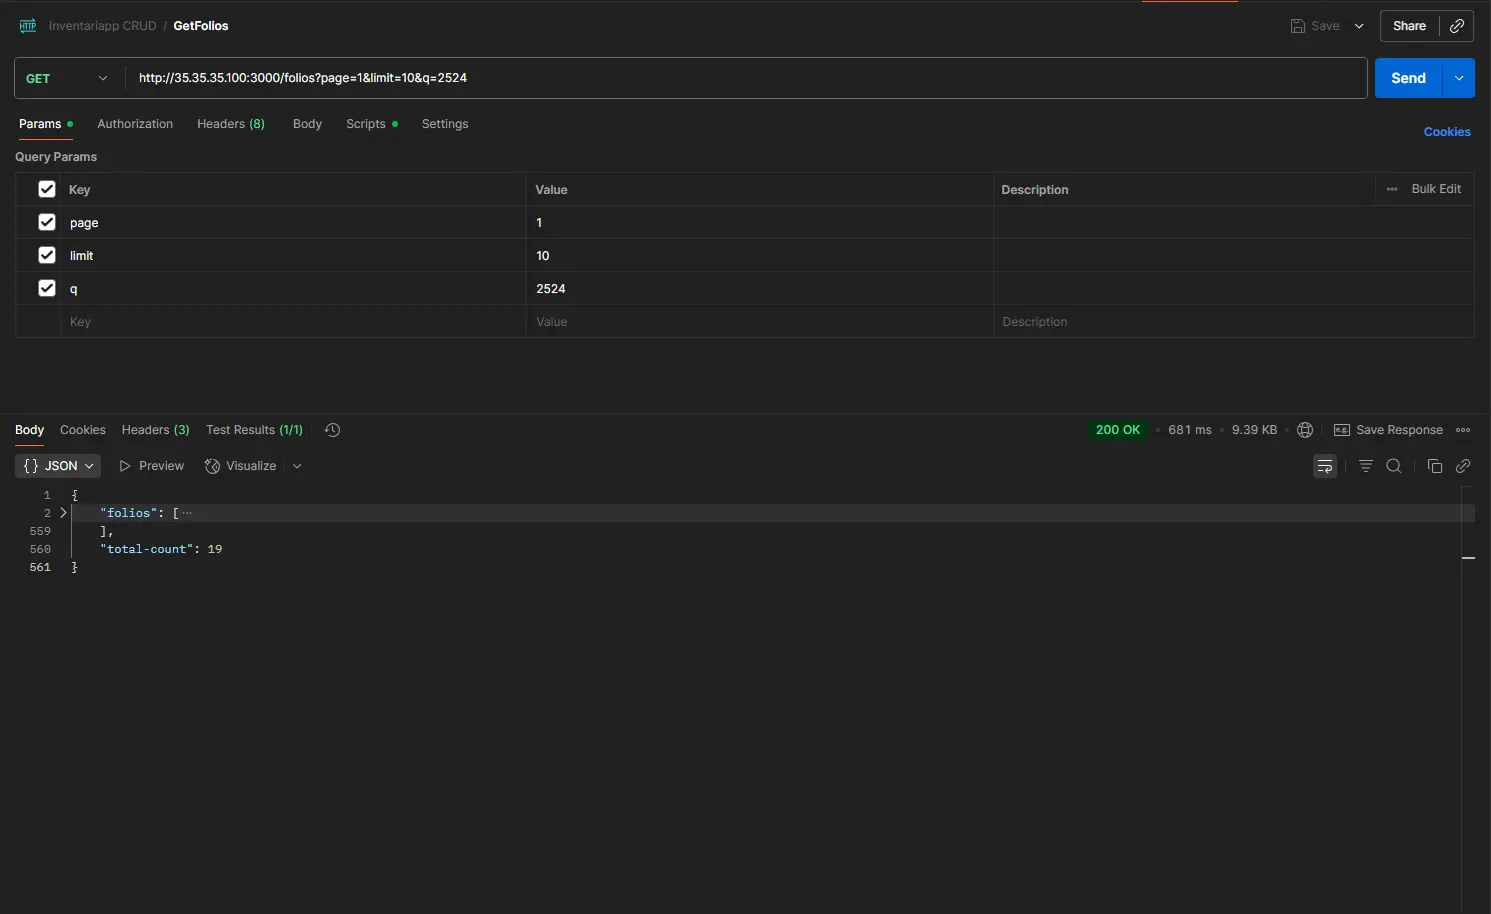 HTTP Inventariapp CRUD / GetFolios Save Share
GET http://35.35.35.100:3000/folios?page=1&limit=10&q=2524 Send
Params Authorization Headers (8) Body Scripts Settings Cookies
Query Params
Key Value Description Bulk Edit
page 1
limit 10
q 2524
Key Value Description
Body Cookies Headers (3) Test Results (1/1) 200 OK 681 ms 9.39 KB e.g. Save Response
{} JSON Preview Visualize
1 {
2 "folios": [
559 ],
560 "total-count": 19
561 }